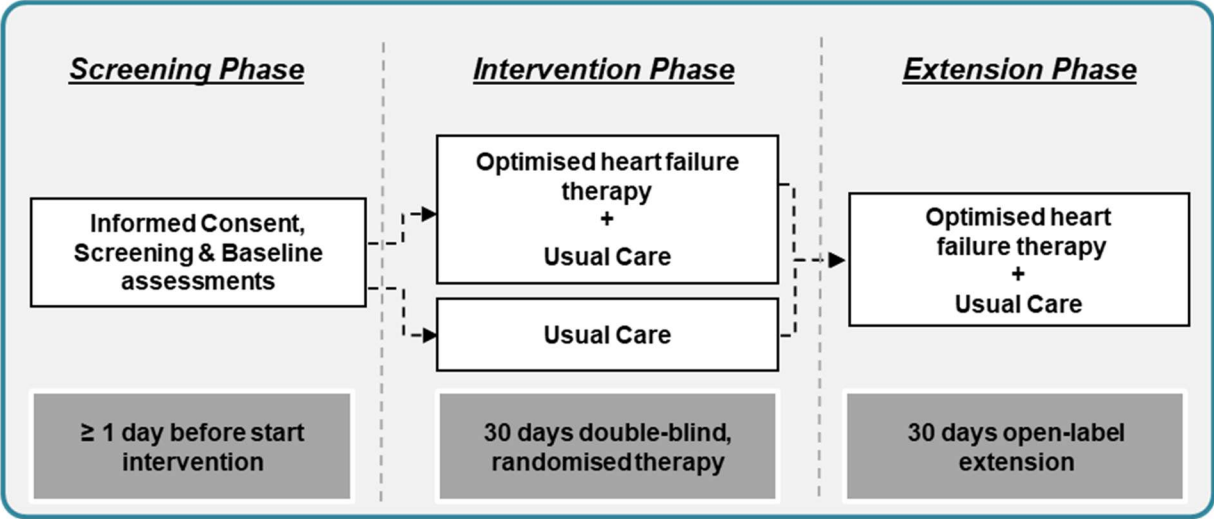 Screening Phase
Informed Consent,
Screening & Baseline
assessments
≥ 1 day before start
intervention
Intervention Phase
Optimised heart failure
therapy
+
Usual Care
Usual Care
30 days double-blind,
randomised therapy
Extension Phase
Optimised heart
failure therapy
+
Usual Care
30 days open-label
extension